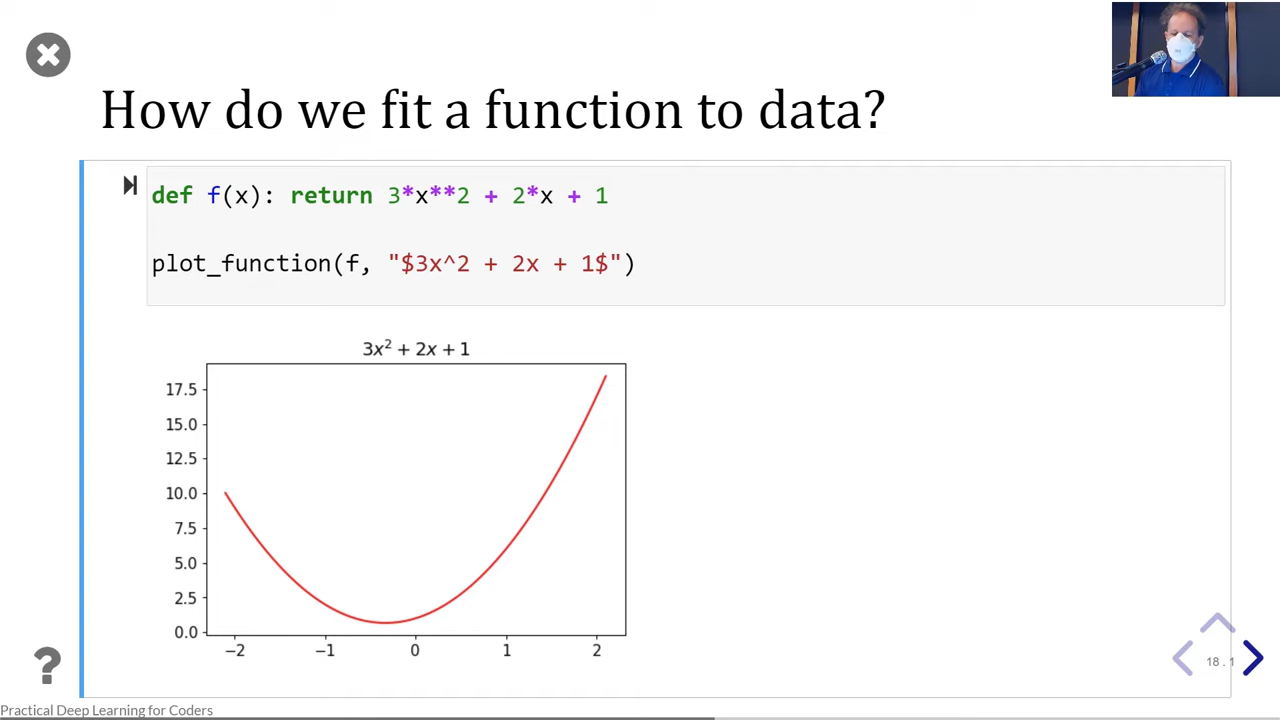 How do we fit a function to data?
def f(x): return 3*x**2 + 2*x + 1
plot_function(f, "$3x^2 + 2x + 1$")
3x² + 2x + 1
17.5
15.0
12.5
10.0
7.5
5.0
2.5
0.0
−2 −1 0 1 2
?
18 . 1
Practical Deep Learning for Coders